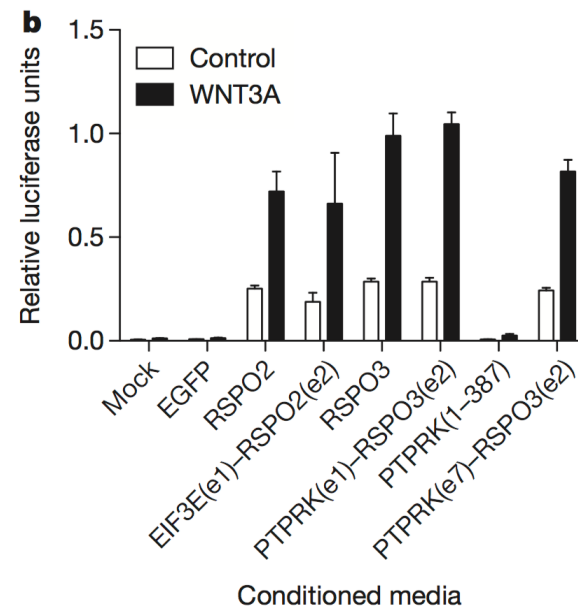 b
Relative luciferase units
1.5
1.0
0.5
0.0
Control
WNT3A
Mock
EGFP
RSPO2
EIF3E(e1)–RSPO2(e2)
RSPO3
PTPRK(e1)–RSPO3(e2)
PTPRK(1–387)
PTPRK(e7)–RSPO3(e2)
Conditioned media